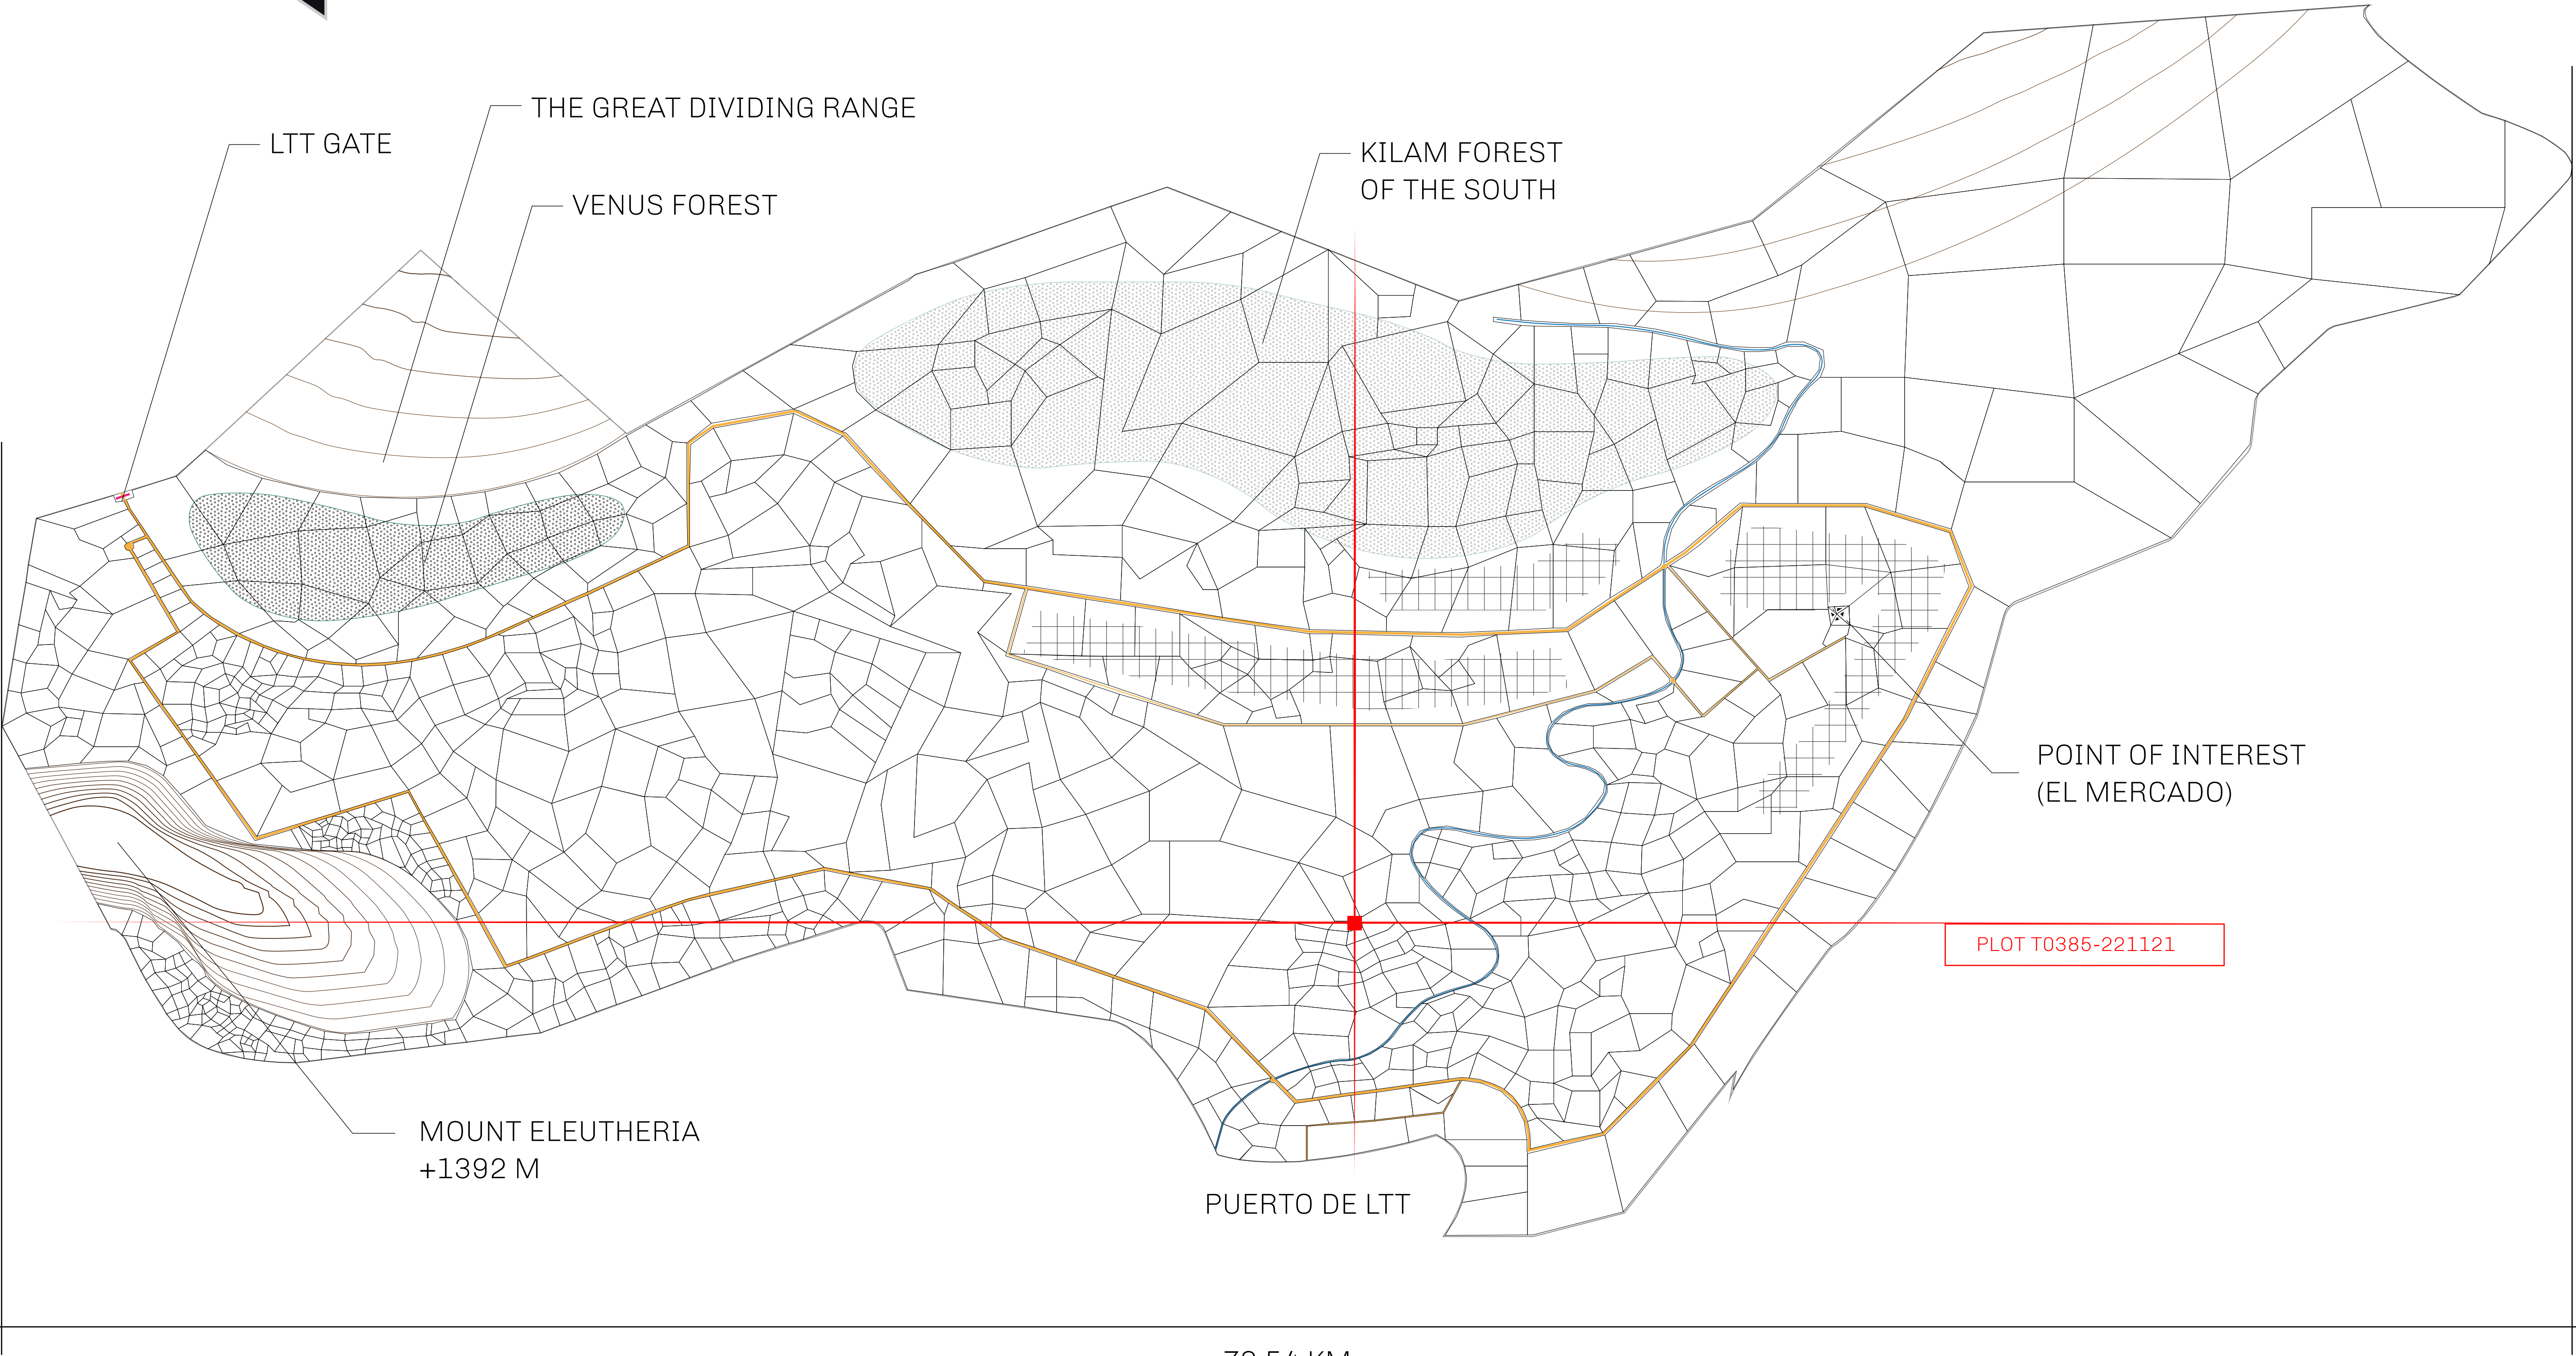 THE GREAT DIVIDING RANGE
LTT GATE
KILAM FOREST
OF THE SOUTH
VENUS FOREST
POINT OF INTEREST
(EL MERCADO)
PLOT T0385-221121
MOUNT ELEUTHERIA
+1392 M
PUERTO DE LTT
KM